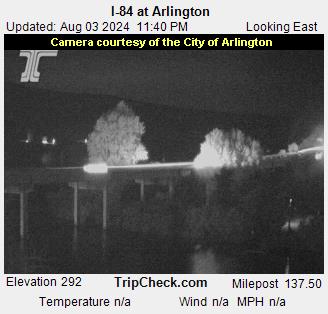 I-84 at Arlington
Updated: Aug 03 2024 11:40 PM Looking East
Camera courtesy of the City of Arlington
Elevation 292 TripCheck.com Milepost 137.50
Temperature n/a Wind n/a MPH n/a